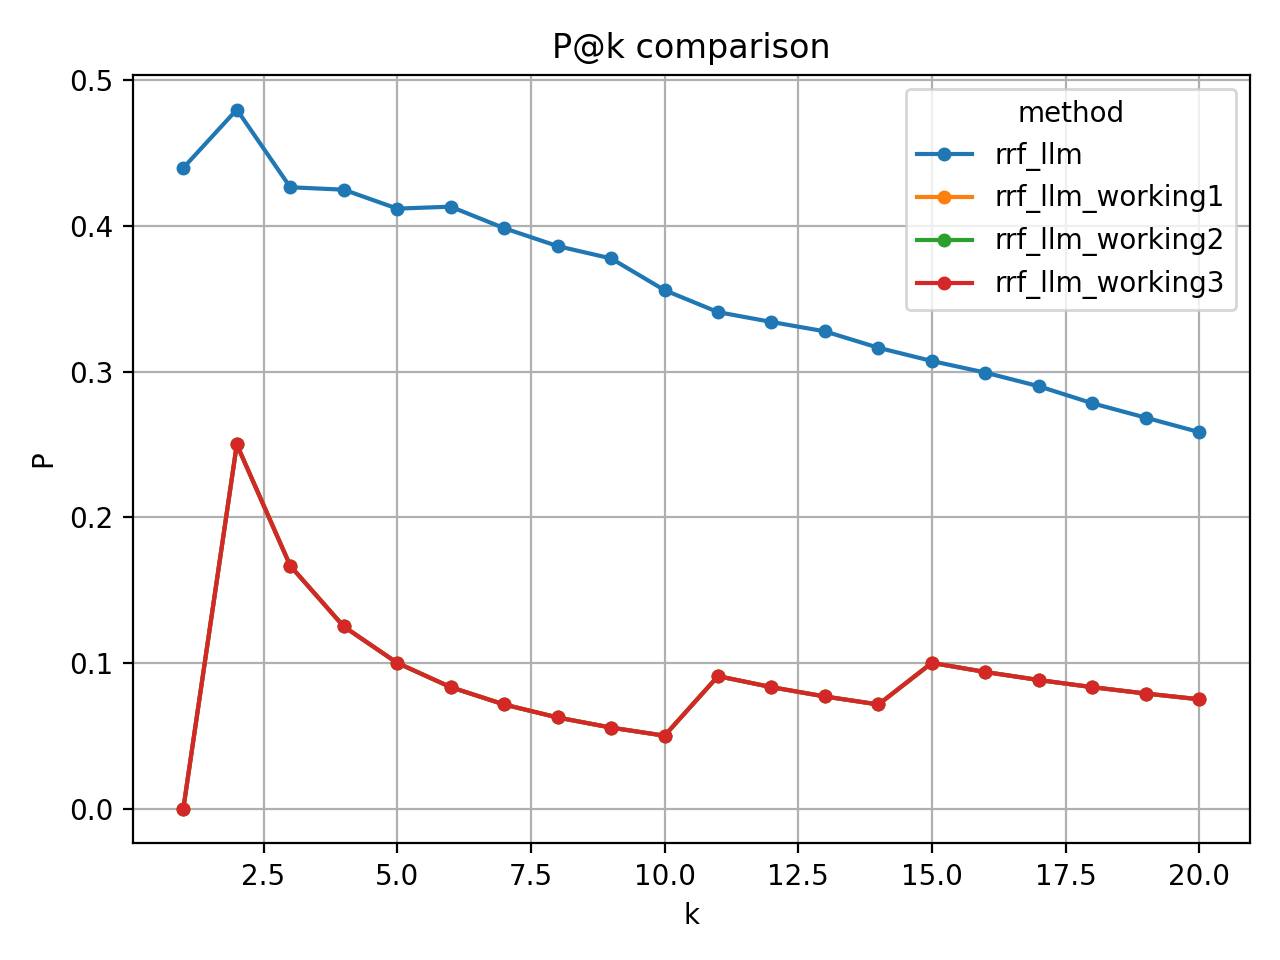 P@k comparison
method
rrf_llm
rrf_llm_working1
rrf_llm_working2
rrf_llm_working3
0.5
0.4
0.3
0.2
0.1
0.0
P
2.5 5.0 7.5 10.0 12.5 15.0 17.5 20.0
k